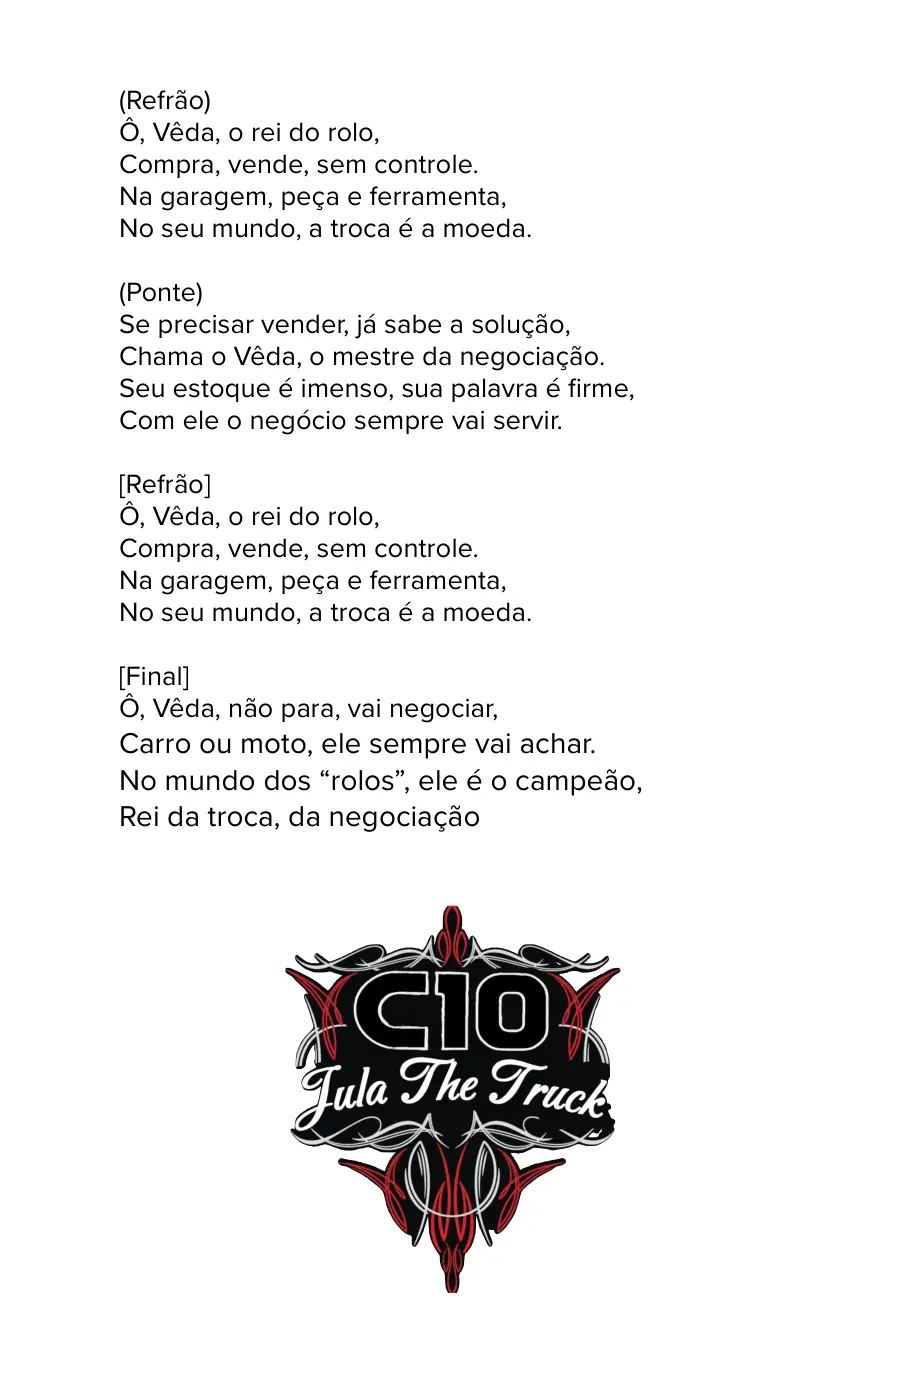 (Refrão)
Ô, Vêda, o rei do rolo,
Compra, vende, sem controle.
Na garagem, peça e ferramenta,
No seu mundo, a troca é a moeda.
(Ponte)
Se precisar vender, já sabe a solução,
Chama o Vêda, o mestre da negociação.
Seu estoque é imenso, sua palavra é firme,
Com ele o negócio sempre vai servir.
[Refrão]
Ô, Vêda, o rei do rolo,
Compra, vende, sem controle.
Na garagem, peça e ferramenta,
No seu mundo, a troca é a moeda.
[Final]
Ô, Vêda, não para, vai negociar,
Carro ou moto, ele sempre vai achar.
No mundo dos “rolos”, ele é o campeão,
Rei da troca, da negociação
C10
Jula The Truck